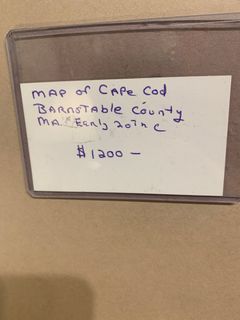 MAP of CAPE Cod
BARNSTABLE County
MA. EARLY 20TH C
$1200 —